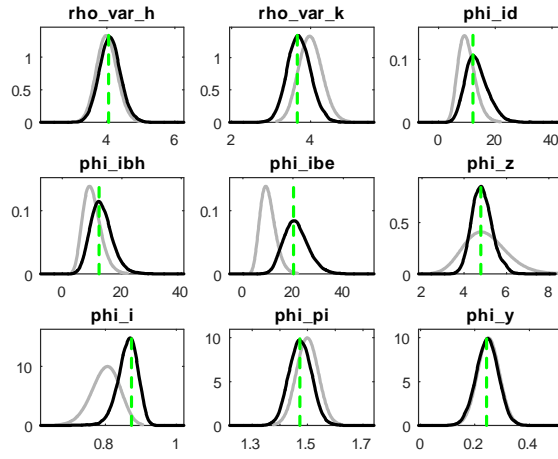 rho_var_h rho_var_k phi_id
1 0.5 0 4 6
1 0.5 0 2 4
0.1 0 0 20 40
phi_ibh phi_ibe phi_z
0.1 0 0 20 40
0.1 0 0 20 40
0.5 0 2 4 6 8
phi_i phi_pi phi_y
10 0 0.8 1
10 5 0 1.3 1.5 1.7
10 5 0 0 0.2 0.4